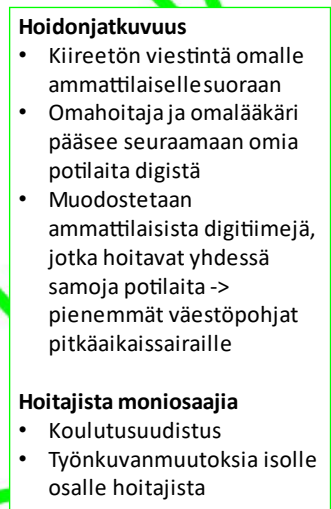 Hoidonjatkuvuus
• Kiireetön viestintä omalle
ammattilaiselle suoraan
• Omahoitaja ja omalääkäri
pääsee seuraamaan omia
potilaita digistä
• Muodostetaan
ammattilaisista digitiimejä,
jotka hoitavat yhdessä
samoja potilaita ->
pienemmät väestöpohjat
pitkäaikaissairaille
Hoitajista moniosaajia
• Koulutusuudistus
• Työnkuvanmuutoksia isolle
osalle hoitajista